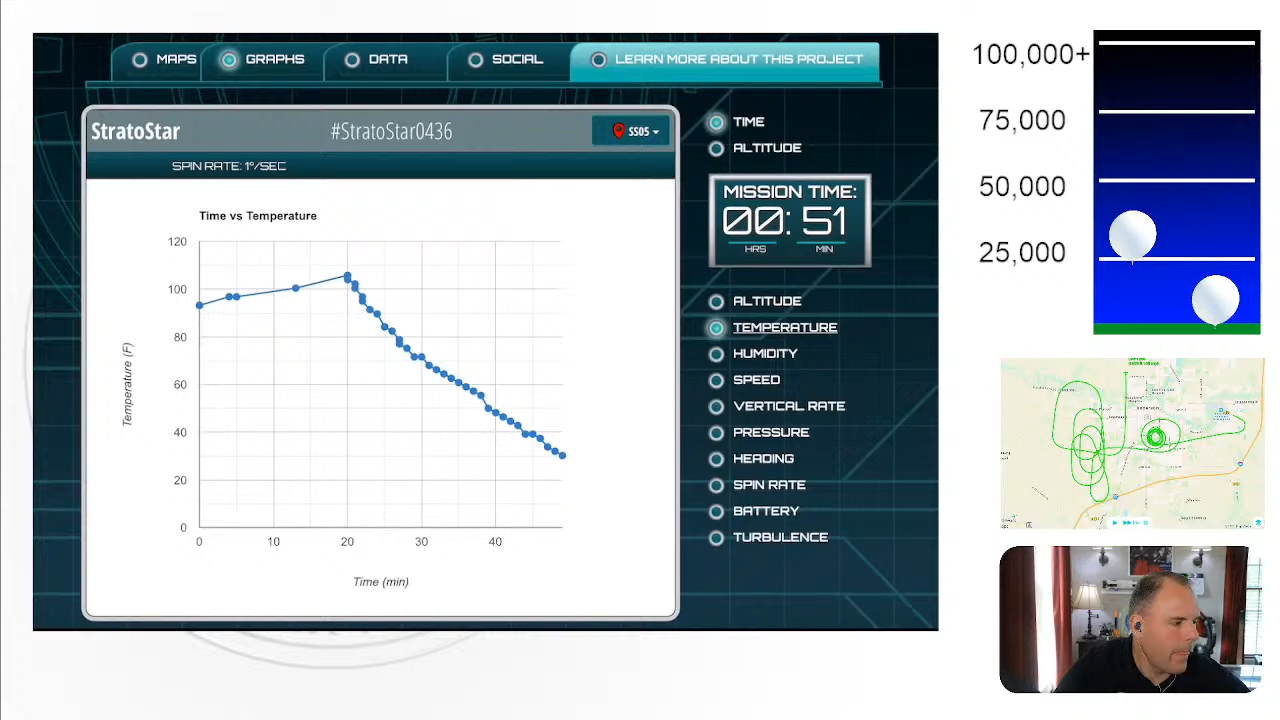 MAPS
GRAPHS
DATA
SOCIAL
LEARN MORE ABOUT THIS PROJECT
StratoStar
#StratoStar0436
SS05
SPIN RATE: 1°/SEC
Time vs Temperature
120
100
80
60
40
20
0
Temperature (F)
0 10 20 30 40
Time (min)
TIME
ALTITUDE
MISSION TIME:
00: 51
HRS MIN
ALTITUDE
TEMPERATURE
HUMIDITY
SPEED
VERTICAL RATE
PRESSURE
HEADING
SPIN RATE
BATTERY
TURBULENCE
100,000+
75,000
50,000
25,000